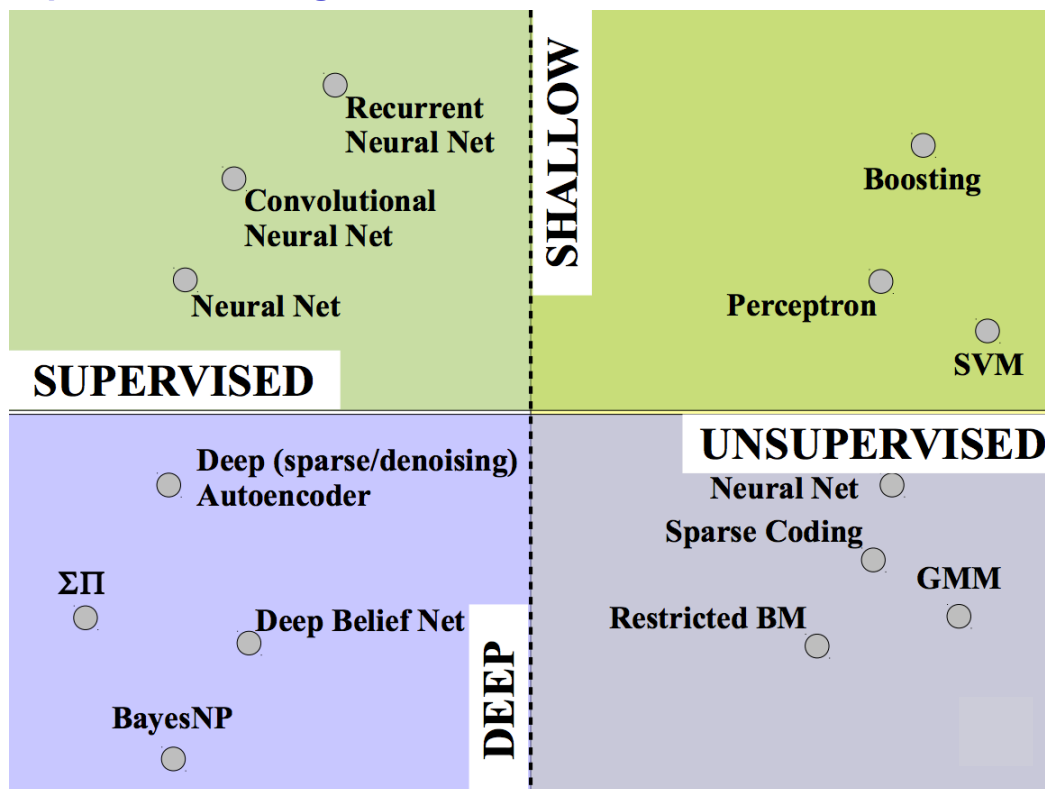 Recurrent
Neural Net
Convolutional
Neural Net
Neural Net
SUPERVISED
SHALLOW
Boosting
Perceptron
SVM
UNSUPERVISED
Deep (sparse/denoising)
Autoencoder
ΣΠ
Deep Belief Net
BayesNP
DEEP
Neural Net
Sparse Coding
GMM
Restricted BM